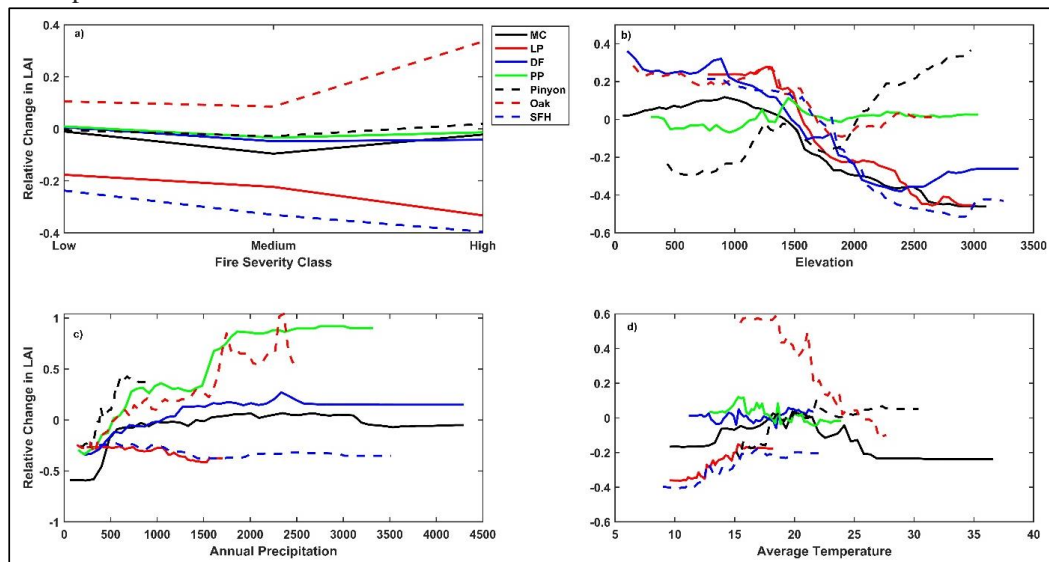 a)
0.4
0.2
0
-0.2
-0.4
Relative Change in LAI
Low
Medium
High
Fire Severity Class
MC
LP
DF
PP
Pinyon
Oak
SFH
b)
0.4
0.2
0
-0.2
-0.4
-0.6
0
500
1000
1500
2000
2500
3000
3500
Elevation
c)
1
0.5
0
-0.5
-1
Relative Change in LAI
0
500
1000
1500
2000
2500
3000
3500
4000
4500
Annual Precipitation
d)
0.6
0.4
0.2
0
-0.2
-0.4
-0.6
5
10
15
20
25
30
35
40
Average Temperature